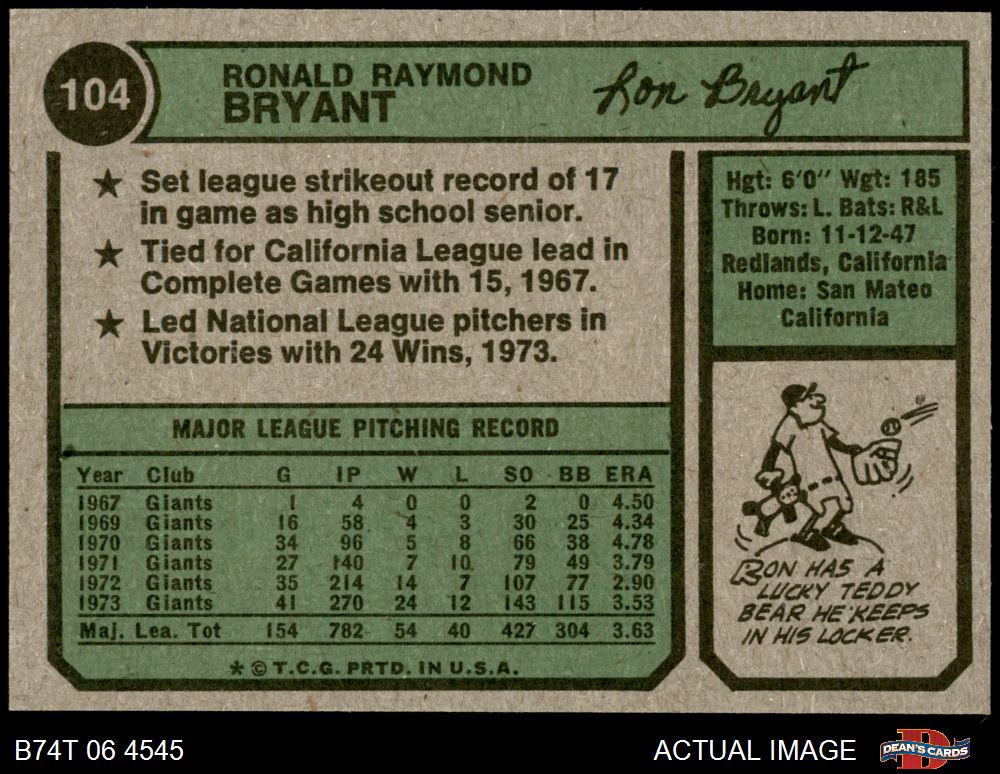 104
RONALD RAYMOND
BRYANT
Ron Bryant
★ Set league strikeout record of 17
in game as high school senior.
★ Tied for California League lead in
Complete Games with 15, 1967.
★ Led National League pitchers in
Victories with 24 Wins, 1973.
Hgt: 6'0" Wgt: 185
Throws: L. Bats: R&L
Born: 11-12-47
Redlands, California
Home: San Mateo
California
MAJOR LEAGUE PITCHING RECORD
Year Club G IP W L SO BB ERA
1967 Giants 1 4 0 0 2 0 4.50
1969 Giants 16 58 4 3 30 25 4.34
1970 Giants 34 96 5 8 66 38 4.78
1971 Giants 27 140 7 10 79 49 3.79
1972 Giants 35 214 14 7 107 77 2.90
1973 Giants 41 270 24 12 143 115 3.53
Maj. Lea. Tot 154 782 54 40 427 304 3.63
* © T.C.G. PRTD. IN U.S.A.
RON HAS A
LUCKY TEDDY
BEAR HE KEEPS
IN HIS LOCKER.
B74T 06 4545
ACTUAL IMAGE
DEAN'S CARDS